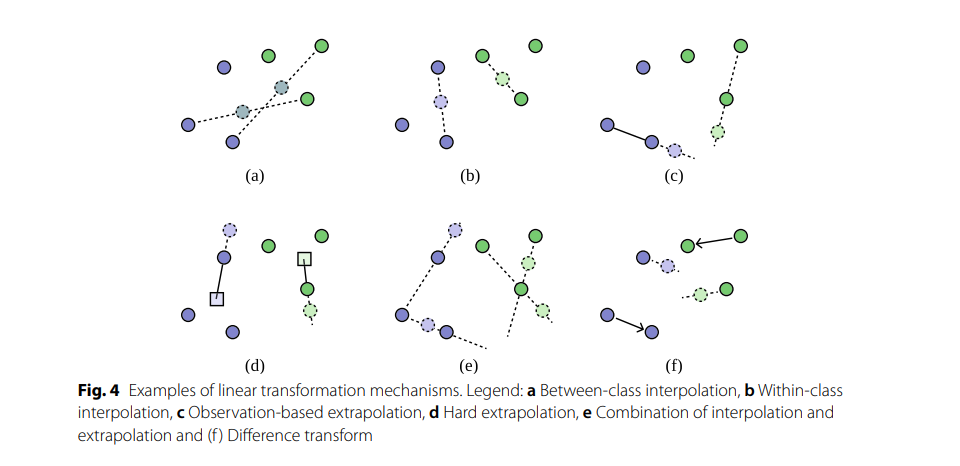 (a) (b) (c)
(d) (e) (f)
Fig. 4 Examples of linear transformation mechanisms. Legend: a Between-class interpolation, b Within-class
interpolation, c Observation-based extrapolation, d Hard extrapolation, e Combination of interpolation and
extrapolation and (f) Difference transform